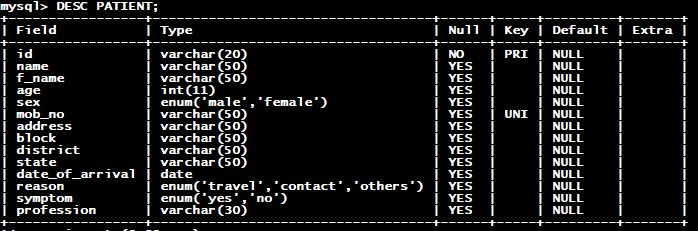 mysql> DESC PATIENT;
+-----------------+----------------------------------+------+-----+---------+-------+
| Field           | Type                             | Null | Key | Default | Extra |
+-----------------+----------------------------------+------+-----+---------+-------+
| id              | varchar(20)                      | NO   | PRI | NULL    |       |
| name            | varchar(50)                      | YES  |     | NULL    |       |
| f_name          | varchar(50)                      | YES  |     | NULL    |       |
| age             | int(11)                          | YES  |     | NULL    |       |
| sex             | enum('male','female')            | YES  |     | NULL    |       |
| mob_no          | varchar(50)                      | YES  | UNI | NULL    |       |
| address         | varchar(50)                      | YES  |     | NULL    |       |
| block           | varchar(50)                      | YES  |     | NULL    |       |
| district        | varchar(50)                      | YES  |     | NULL    |       |
| state           | varchar(50)                      | YES  |     | NULL    |       |
| date_of_arrival | date                             | YES  |     | NULL    |       |
| reason          | enum('travel','contact','others') | YES  |     | NULL    |       |
| symptom         | enum('yes','no')                 | YES  |     | NULL    |       |
| profession      | varchar(30)                      | YES  |     | NULL    |       |
+-----------------+----------------------------------+------+-----+---------+-------+